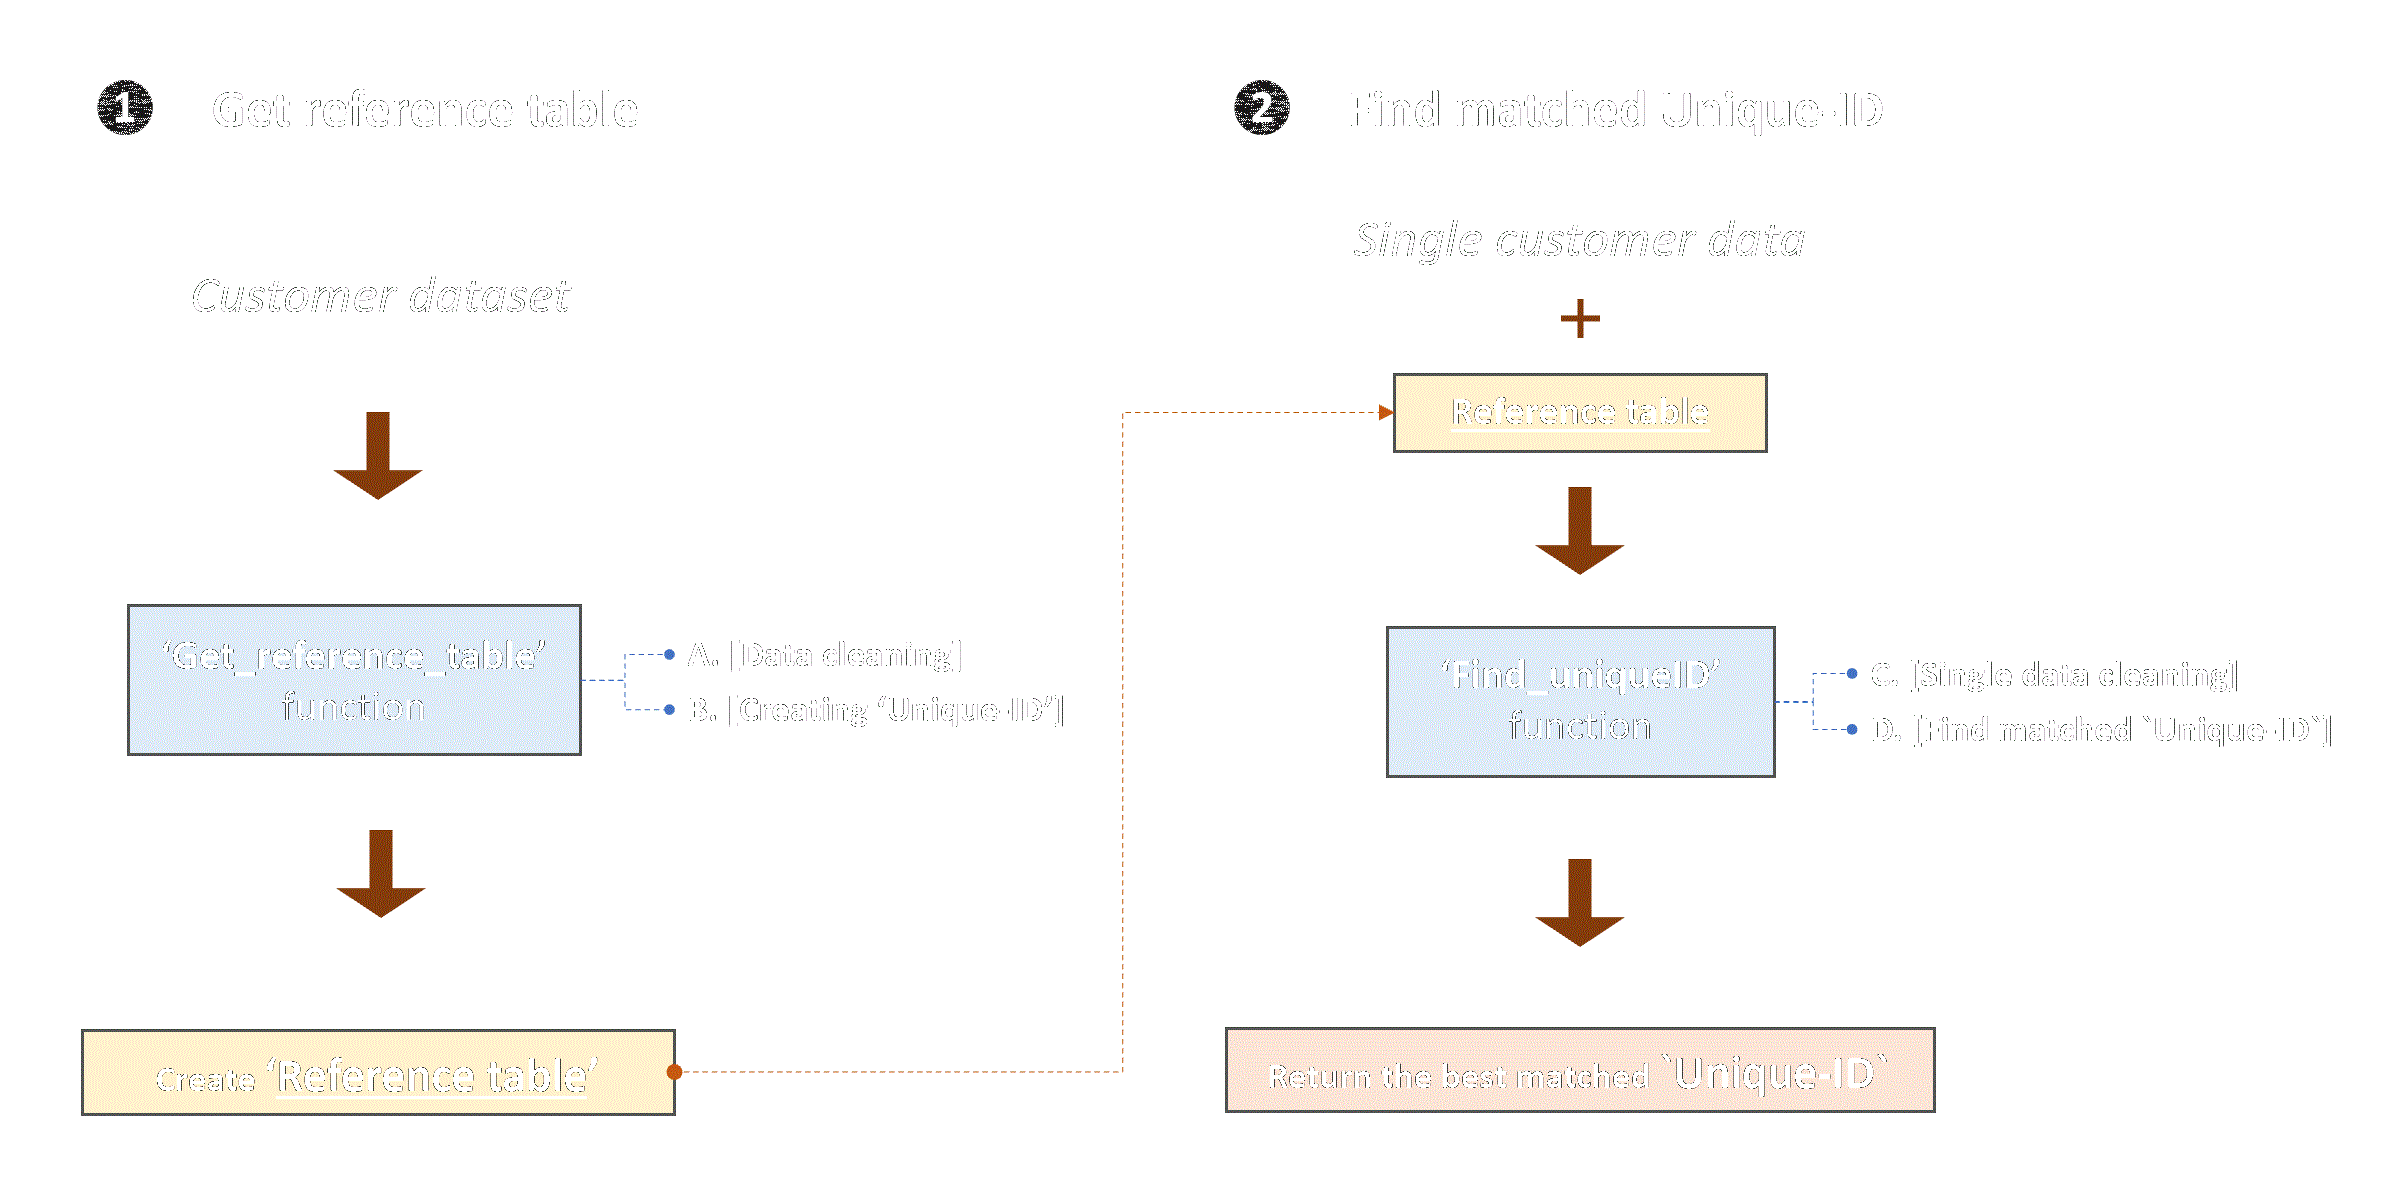 1 Get reference table
Customer dataset
‘Get_reference_table’
function
A. [Data cleaning]
B. [Creating ‘Unique-ID’]
Create ‘Reference table’
2 Find matched Unique-ID
Single customer data
+
Reference table
‘Find_uniqueID’
function
C. [Single data cleaning]
D. [Find matched `Unique-ID`]
Return the best matched `Unique-ID`